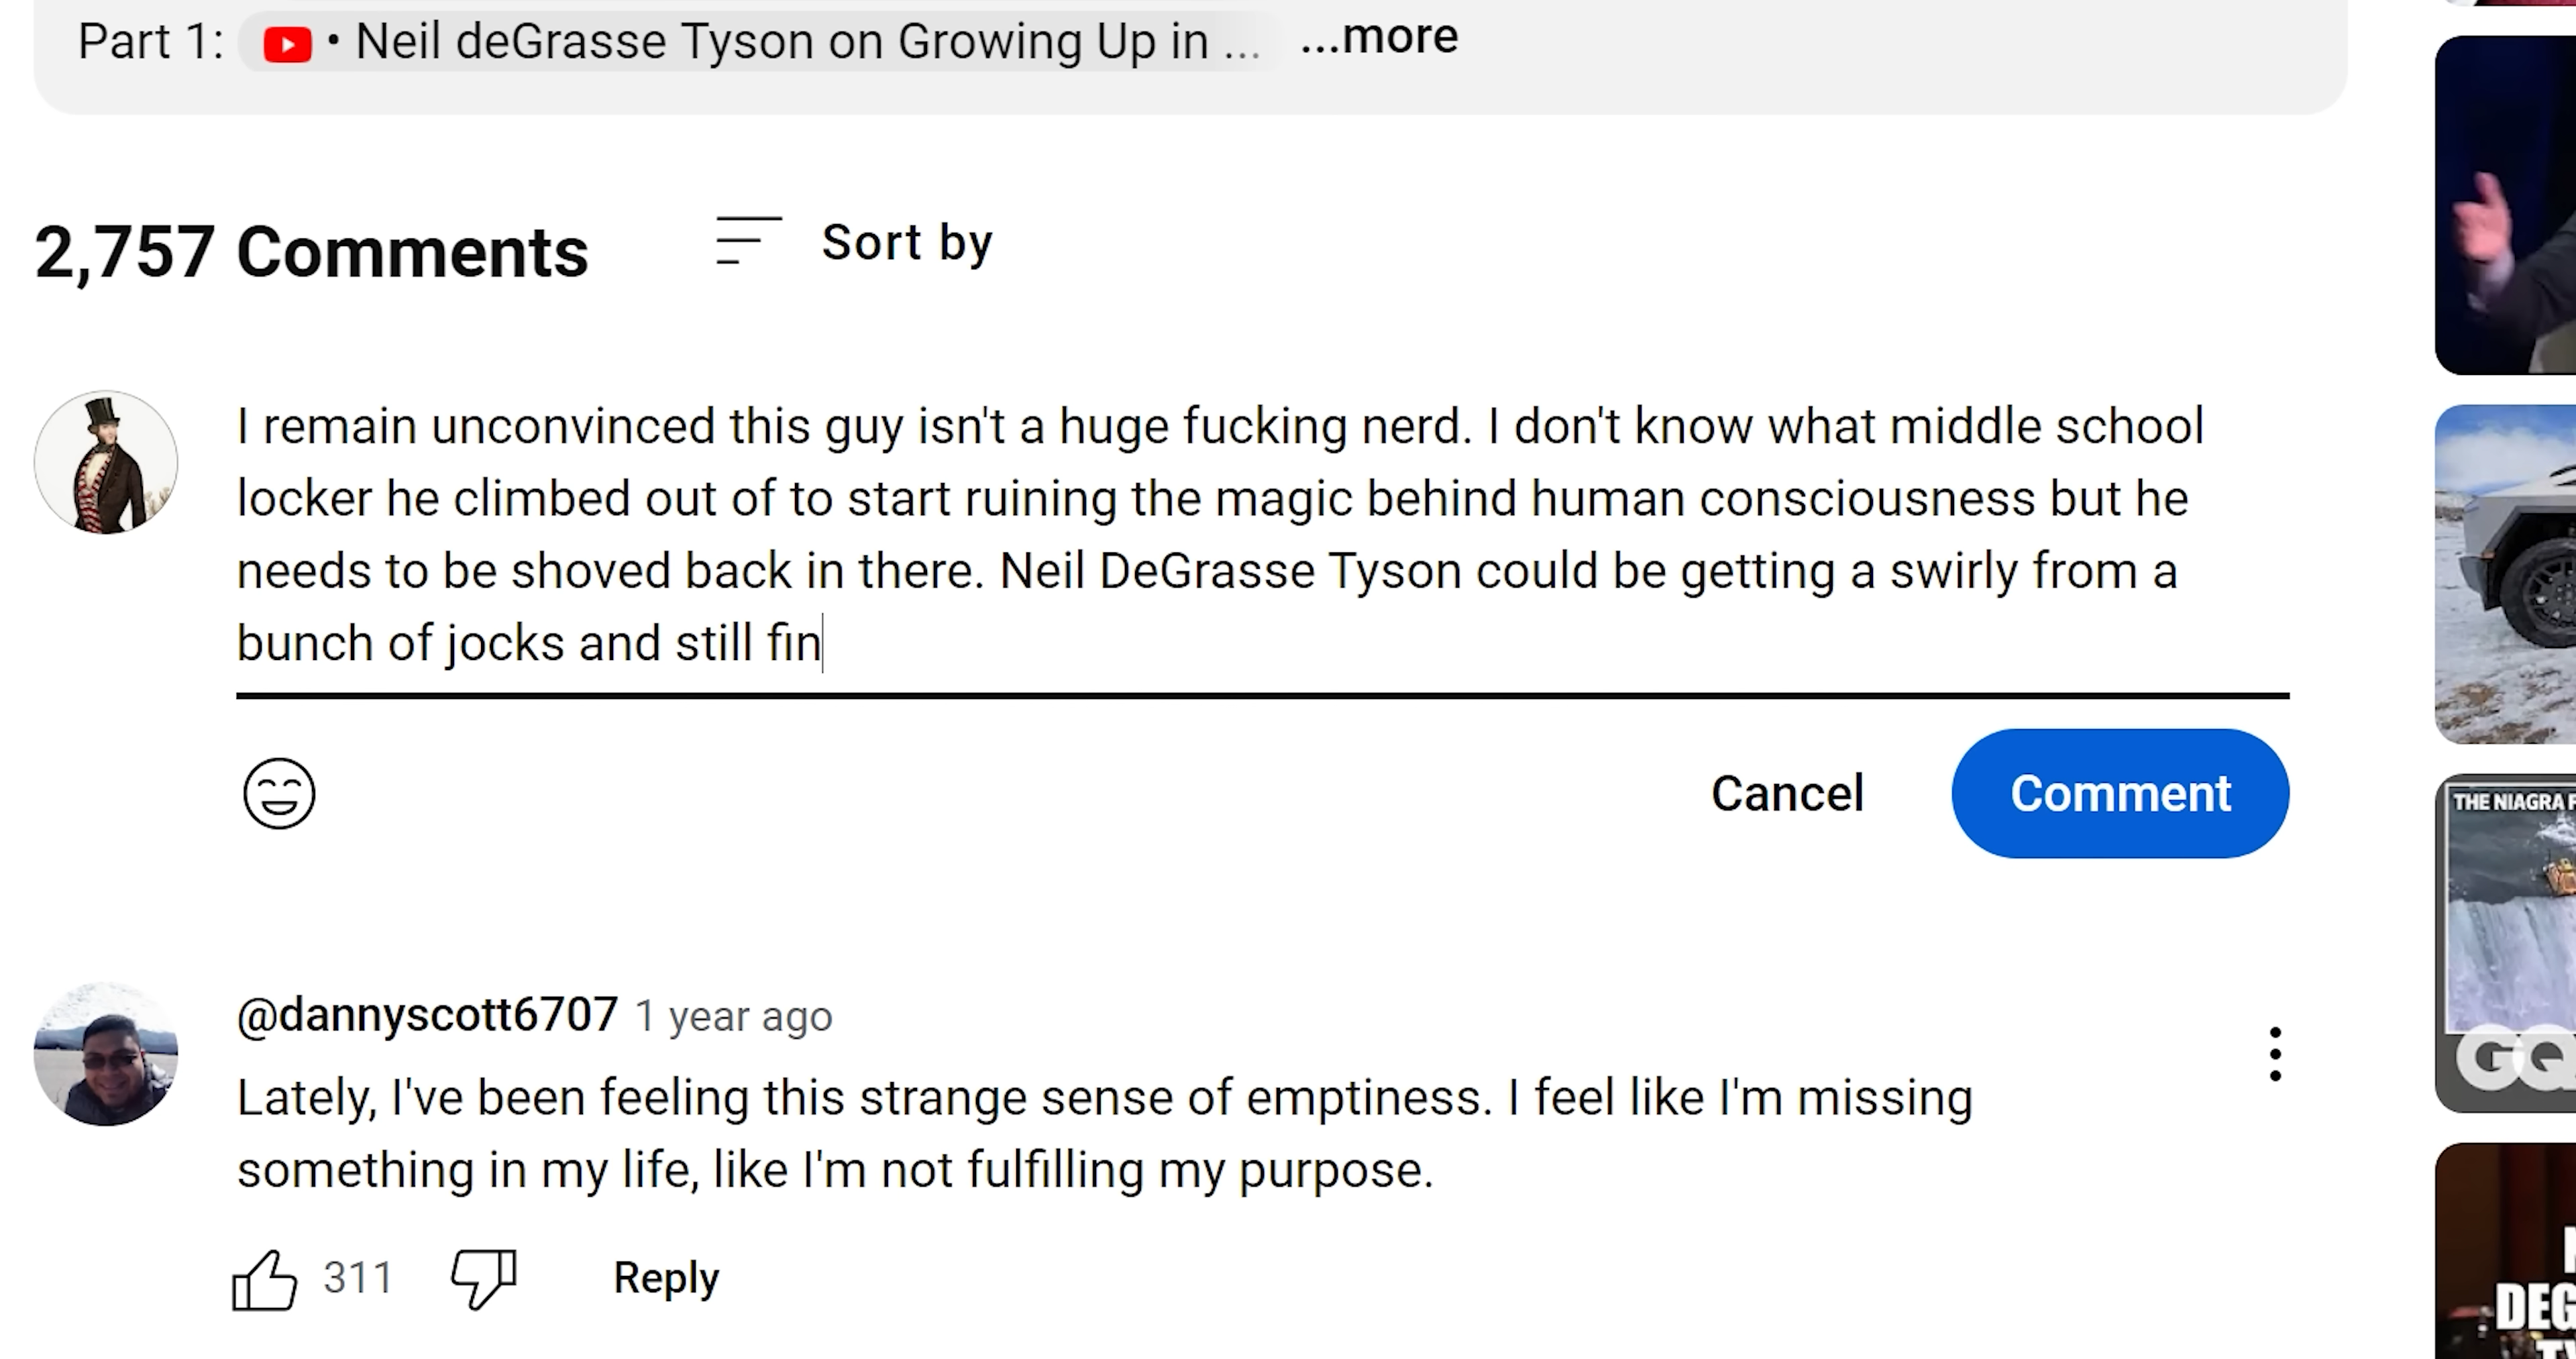 Part 1: • Neil deGrasse Tyson on Growing Up in ... ...more
2,757 Comments Sort by
I remain unconvinced this guy isn't a huge fucking nerd. I don't know what middle school
locker he climbed out of to start ruining the magic behind human consciousness but he
needs to be shoved back in there. Neil DeGrasse Tyson could be getting a swirly from a
bunch of jocks and still fin
Cancel Comment
@dannyscott6707 1 year ago
Lately, I've been feeling this strange sense of emptiness. I feel like I'm missing
something in my life, like I'm not fulfilling my purpose.
311 Reply
THE NIAGRA
GQ
DEG